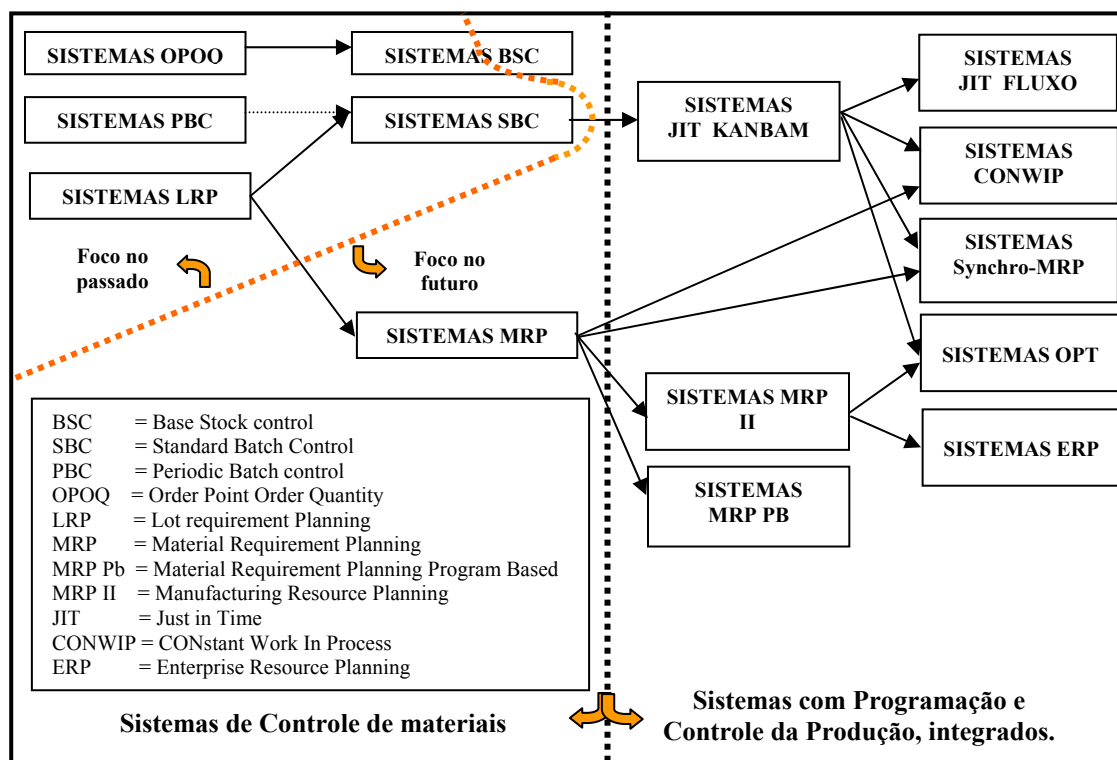 SISTEMAS OPOO
SISTEMAS BSC
SISTEMAS
JIT FLUXO
SISTEMAS PBC
SISTEMAS SBC
SISTEMAS
JIT KANBAM
SISTEMAS
CONWIP
SISTEMAS LRP
SISTEMAS
Synchro-MRP
Foco no
passado
Foco no
futuro
SISTEMAS MRP
SISTEMAS OPT
SISTEMAS MRP
II
SISTEMAS ERP
SISTEMAS
MRP PB
BSC = Base Stock control
SBC = Standard Batch Control
PBC = Periodic Batch control
OPOQ = Order Point Order Quantity
LRP = Lot requirement Planning
MRP = Material Requirement Planning
MRP Pb = Material Requirement Planning Program Based
MRP II = Manufacturing Resource Planning
JIT = Just in Time
CONWIP = CONstant Work In Process
ERP = Enterprise Resource Planning
Sistemas de Controle de materiais
Sistemas com Programação e
Controle da Produção, integrados.